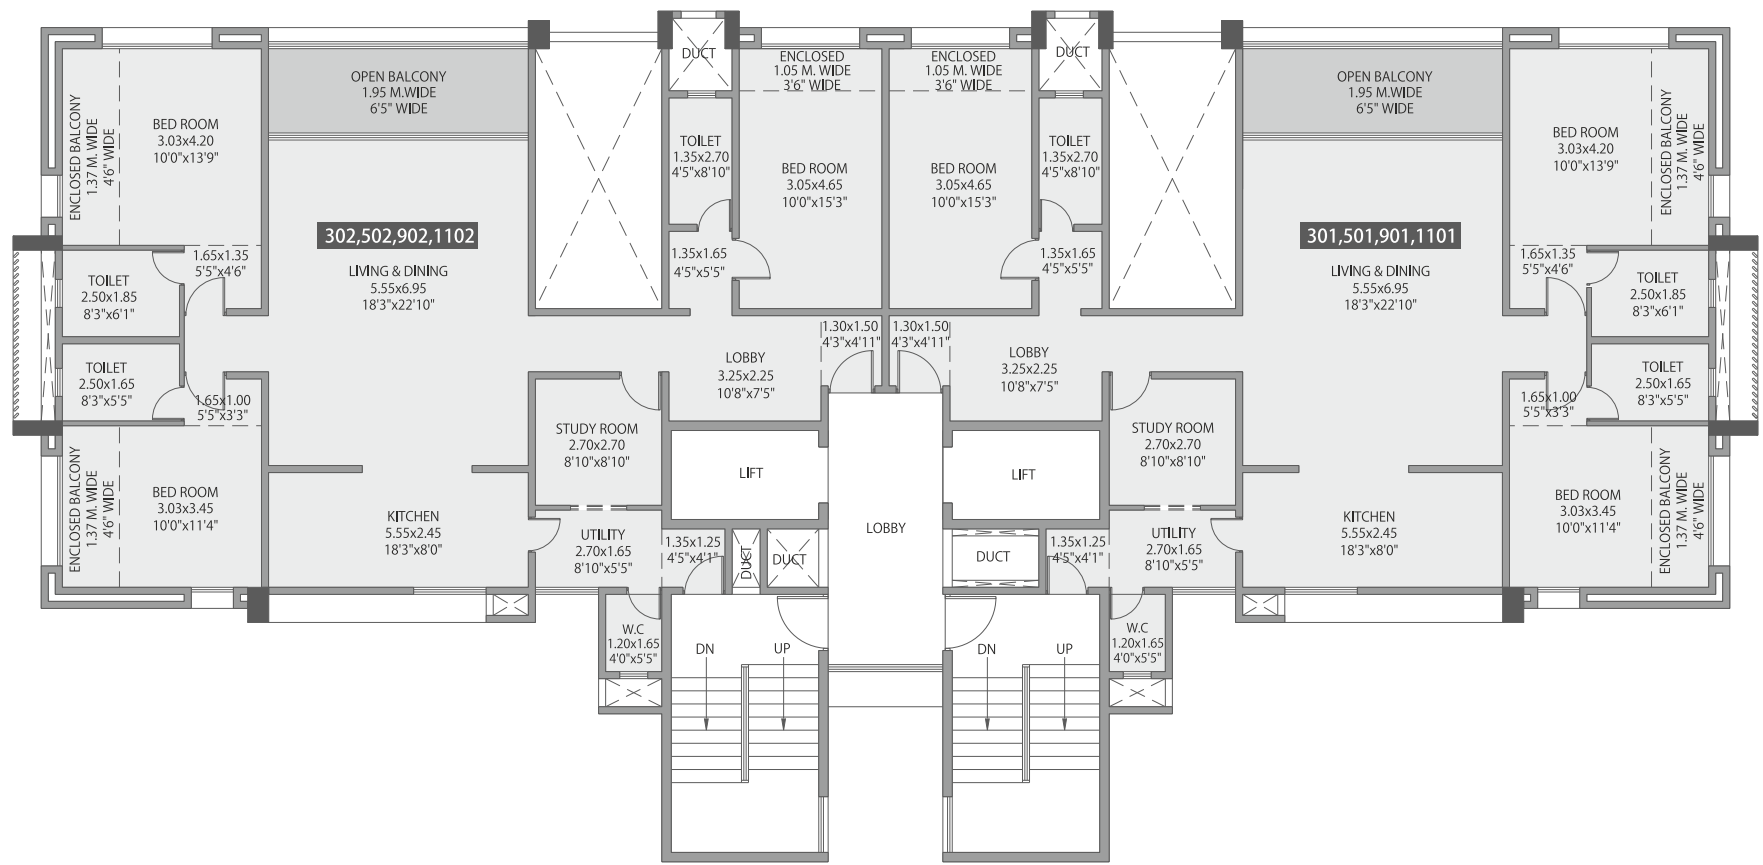 OPEN BALCONY
1.95 M.WIDE
6'5" WIDE
BED ROOM
3.03x4.20
10'0"x13'9"
ENCLOSED BALCONY
1.37 M. WIDE
4'6" WIDE
302,502,902,1102
LIVING & DINING
5.55x6.95
18'3"x22'10"
1.65x1.35
5'5"x4'6"
TOILET
2.50x1.85
8'3"x6'1"
TOILET
2.50x1.65
8'3"x5'5"
1.65x1.00
5'5"x3'3"
BED ROOM
3.03x3.45
10'0"x11'4"
ENCLOSED BALCONY
1.37 M. WIDE
4'6" WIDE
KITCHEN
5.55x2.45
18'3"x8'0"
DUCT
TOILET
1.35x2.70
4'5"x8'10"
1.35x1.65
4'5"x5'5"
ENCLOSED
1.05 M. WIDE
3'6" WIDE
BED ROOM
3.05x4.65
10'0"x15'3"
LOBBY
3.25x2.25
10'8"x7'5"
1.30x1.50
4'3"x4'11"
STUDY ROOM
2.70x2.70
8'10"x8'10"
UTILITY
2.70x1.65
8'10"x5'5"
1.35x1.25
4'5"x4'1"
W.C
1.20x1.65
4'0"x5'5"
LIFT
DUCT
DUCT
DN
UP
LOBBY
ENCLOSED
1.05 M. WIDE
3'6" WIDE
BED ROOM
3.05x4.65
10'0"x15'3"
DUCT
TOILET
1.35x2.70
4'5"x8'10"
1.35x1.65
4'5"x5'5"
1.30x1.50
4'3"x4'11"
LOBBY
3.25x2.25
10'8"x7'5"
LIFT
DUCT
STUDY ROOM
2.70x2.70
8'10"x8'10"
1.35x1.25
4'5"x4'1"
UTILITY
2.70x1.65
8'10"x5'5"
W.C
1.20x1.65
4'0"x5'5"
DN
UP
OPEN BALCONY
1.95 M.WIDE
6'5" WIDE
301,501,901,1101
LIVING & DINING
5.55x6.95
18'3"x22'10"
KITCHEN
5.55x2.45
18'3"x8'0"
BED ROOM
3.03x4.20
10'0"x13'9"
ENCLOSED BALCONY
1.37 M. WIDE
4'6" WIDE
1.65x1.35
5'5"x4'6"
TOILET
2.50x1.85
8'3"x6'1"
TOILET
2.50x1.65
8'3"x5'5"
1.65x1.00
5'5"x3'3"
BED ROOM
3.03x3.45
10'0"x11'4"
ENCLOSED BALCONY
1.37 M. WIDE
4'6" WIDE